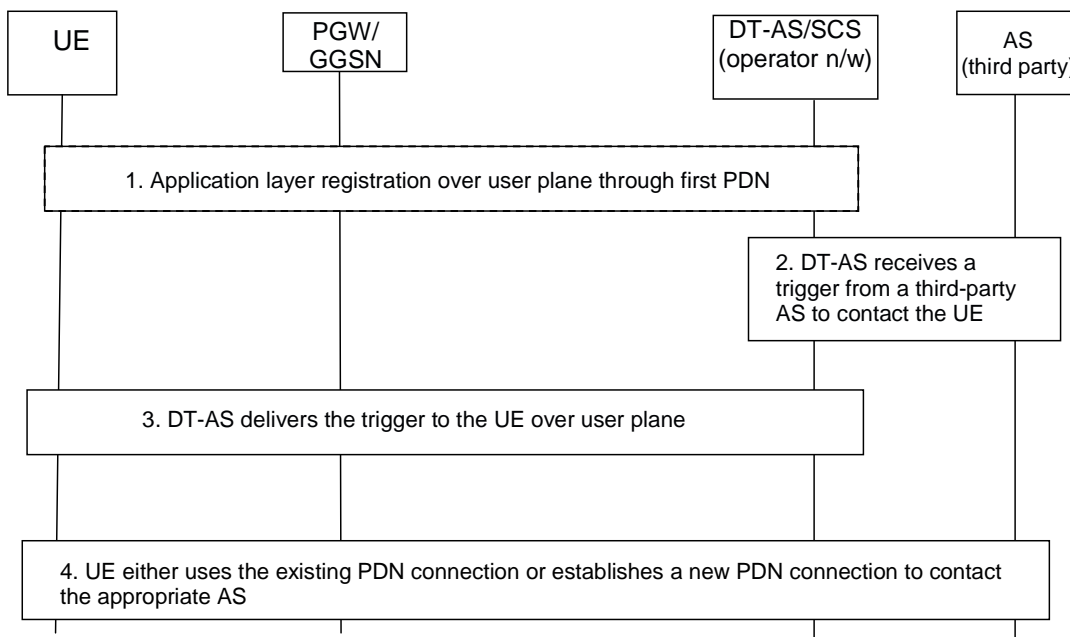 UE
PGW/
GGSN
DT-AS/SCS
(operator n/w)
AS
(third party)
1. Application layer registration over user plane through first PDN
2. DT-AS receives a
trigger from a third-party
AS to contact the UE
3. DT-AS delivers the trigger to the UE over user plane
4. UE either uses the existing PDN connection or establishes a new PDN connection to contact
the appropriate AS